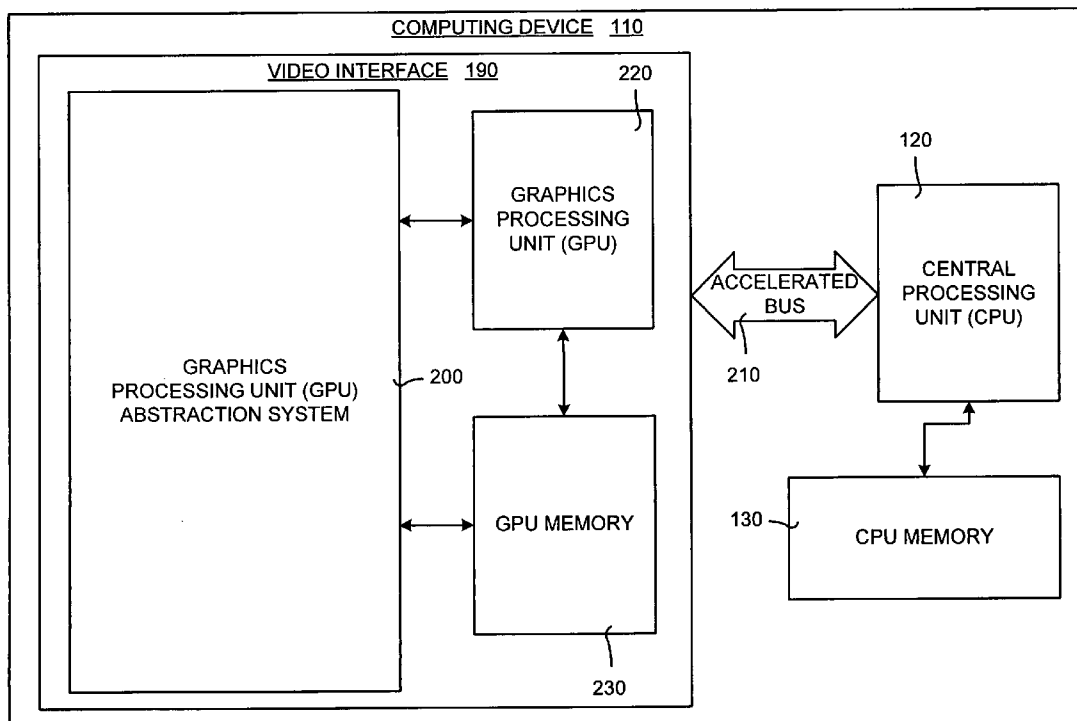 COMPUTING DEVICE 110
VIDEO INTERFACE 190
220
GRAPHICS
PROCESSING
UNIT (GPU)
120
CENTRAL
PROCESSING
UNIT (CPU)
ACCELERATED
BUS
210
GRAPHICS
PROCESSING UNIT (GPU)
ABSTRACTION SYSTEM
200
GPU MEMORY
230
130
CPU MEMORY